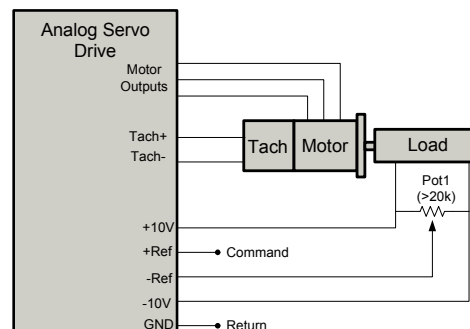 Analog Servo
Drive
Motor
Outputs
Tach+
Tach-
Tach
Motor
Load
Pot1
(>20k)
+10V
+Ref
Command
-Ref
-10V
GND
Return